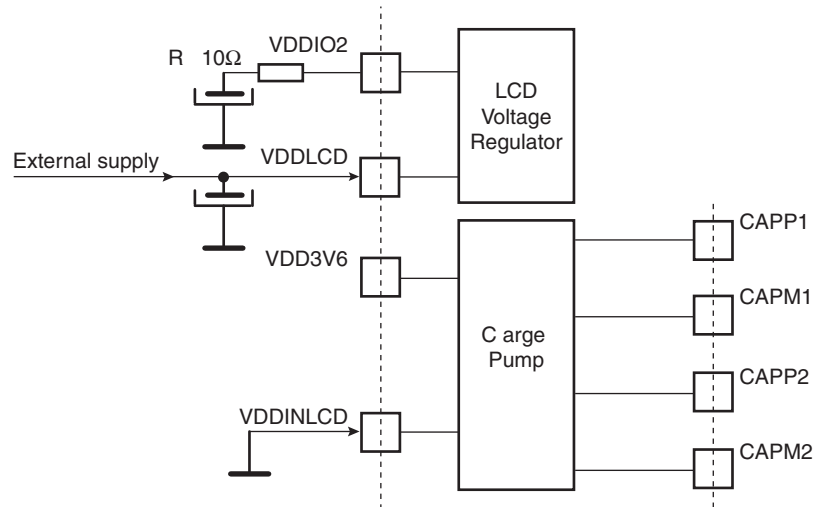 VDDIO2
R 10Ω
LCD
Voltage
Regulator
External supply
VDDLCD
CAPP1
VDD3V6
CAPM1
C arge
Pump
CAPP2
VDDINLCD
CAPM2